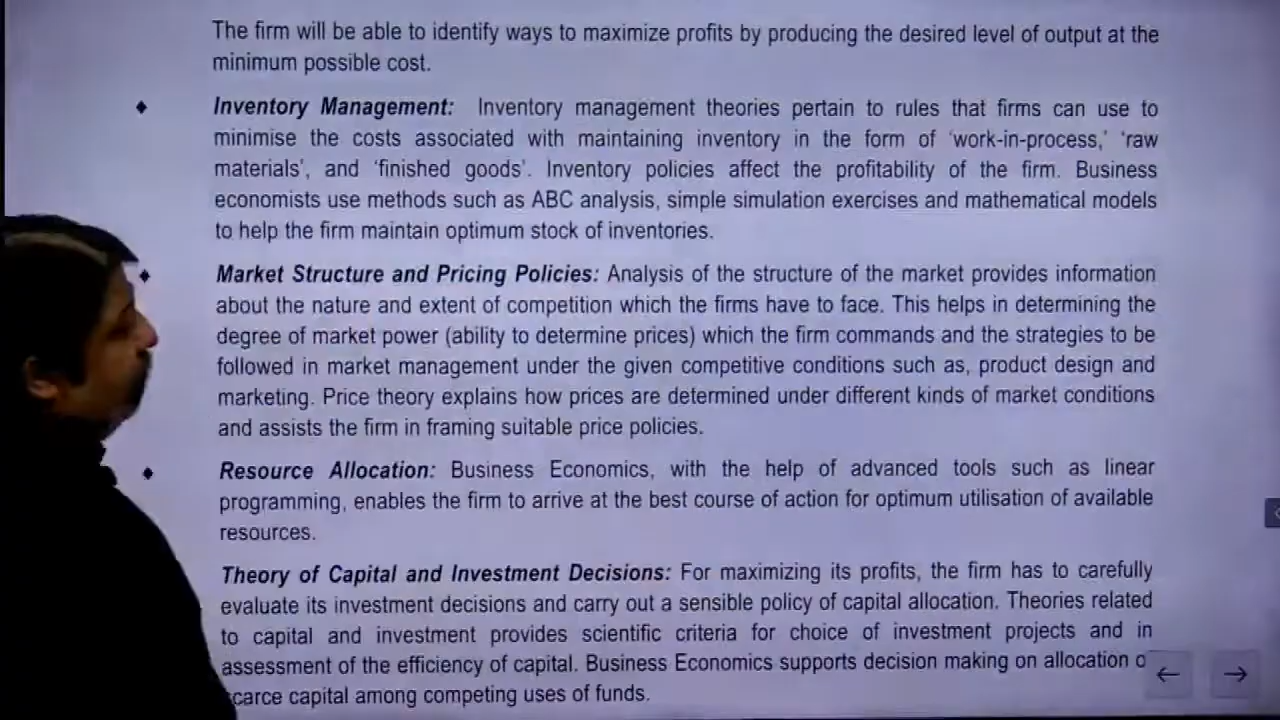 The firm will be able to identify ways to maximize profits by producing the desired level of output at the
minimum possible cost.
♦ Inventory Management: Inventory management theories pertain to rules that firms can use to
minimise the costs associated with maintaining inventory in the form of ‘work-in-process,’ ‘raw
materials’, and ‘finished goods’. Inventory policies affect the profitability of the firm. Business
economists use methods such as ABC analysis, simple simulation exercises and mathematical models
to help the firm maintain optimum stock of inventories.
♦ Market Structure and Pricing Policies: Analysis of the structure of the market provides information
about the nature and extent of competition which the firms have to face. This helps in determining the
degree of market power (ability to determine prices) which the firm commands and the strategies to be
followed in market management under the given competitive conditions such as, product design and
marketing. Price theory explains how prices are determined under different kinds of market conditions
and assists the firm in framing suitable price policies.
♦ Resource Allocation: Business Economics, with the help of advanced tools such as linear
programming, enables the firm to arrive at the best course of action for optimum utilisation of available
resources.
Theory of Capital and Investment Decisions: For maximizing its profits, the firm has to carefully
evaluate its investment decisions and carry out a sensible policy of capital allocation. Theories related
to capital and investment provides scientific criteria for choice of investment projects and in
assessment of the efficiency of capital. Business Economics supports decision making on allocation o
carce capital among competing uses of funds.